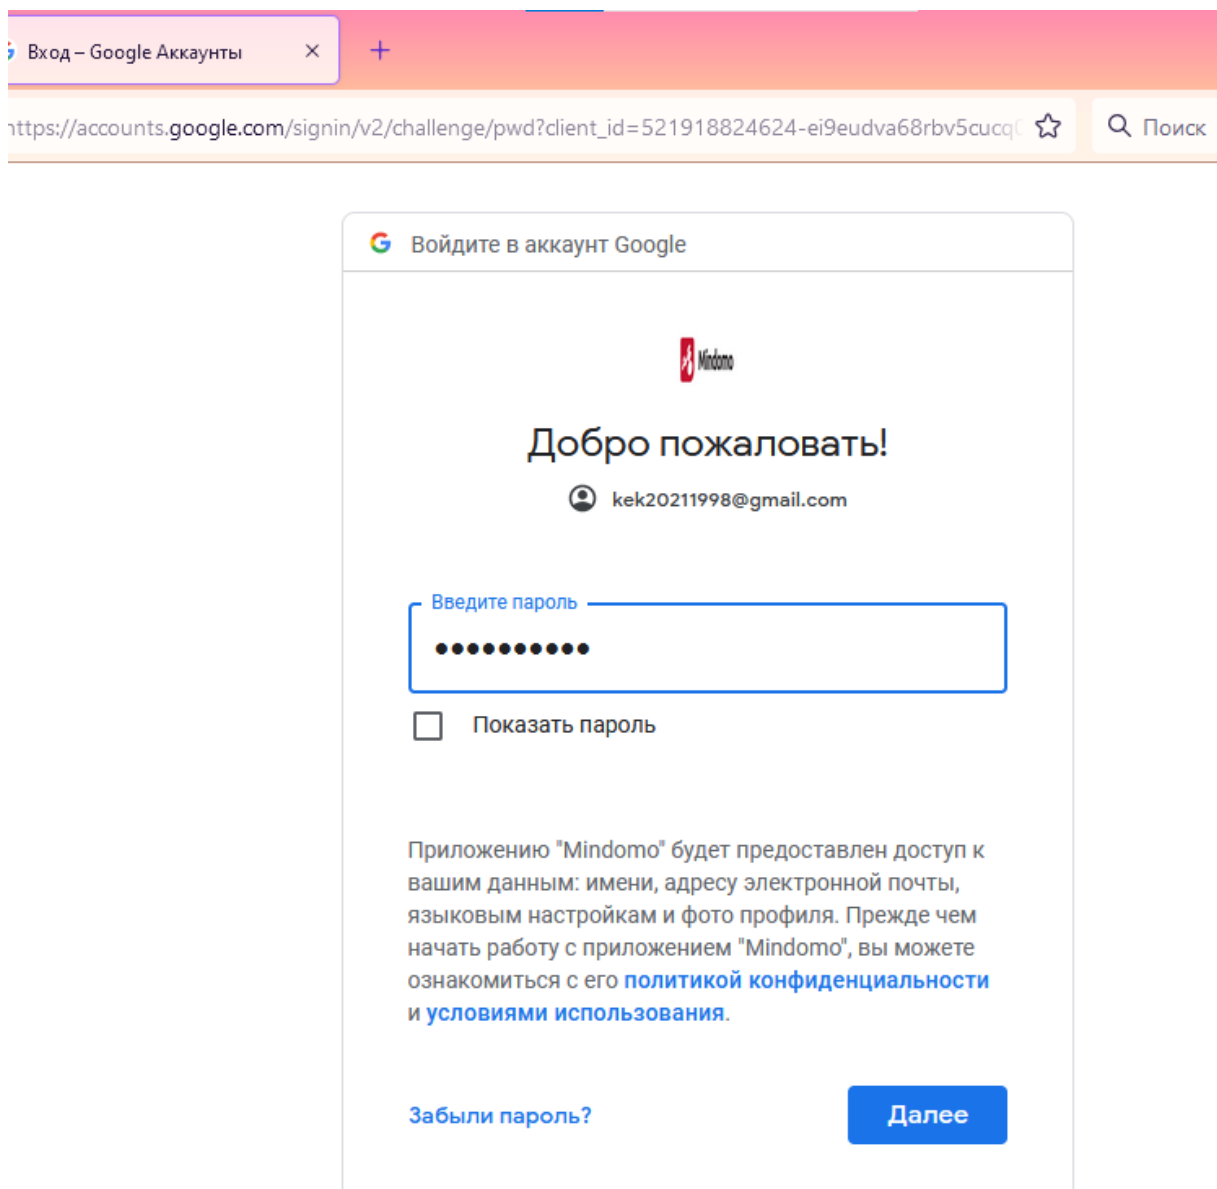 Вход – Google Аккаунты
https://accounts.google.com/signin/v2/challenge/pwd?client_id=521918824624-ei9eudva68rbv5cucq
Поиск
Войдите в аккаунт Google
Mindomo
Добро пожаловать!
kek20211998@gmail.com
Введите пароль
••••••••••
Показать пароль
Приложению "Mindomo" будет предоставлен доступ к
вашим данным: имени, адресу электронной почты,
языковым настройкам и фото профиля. Прежде чем
начать работу с приложением "Mindomo", вы можете
ознакомиться с его политикой конфиденциальности
и условиями использования.
Забыли пароль?
Далее